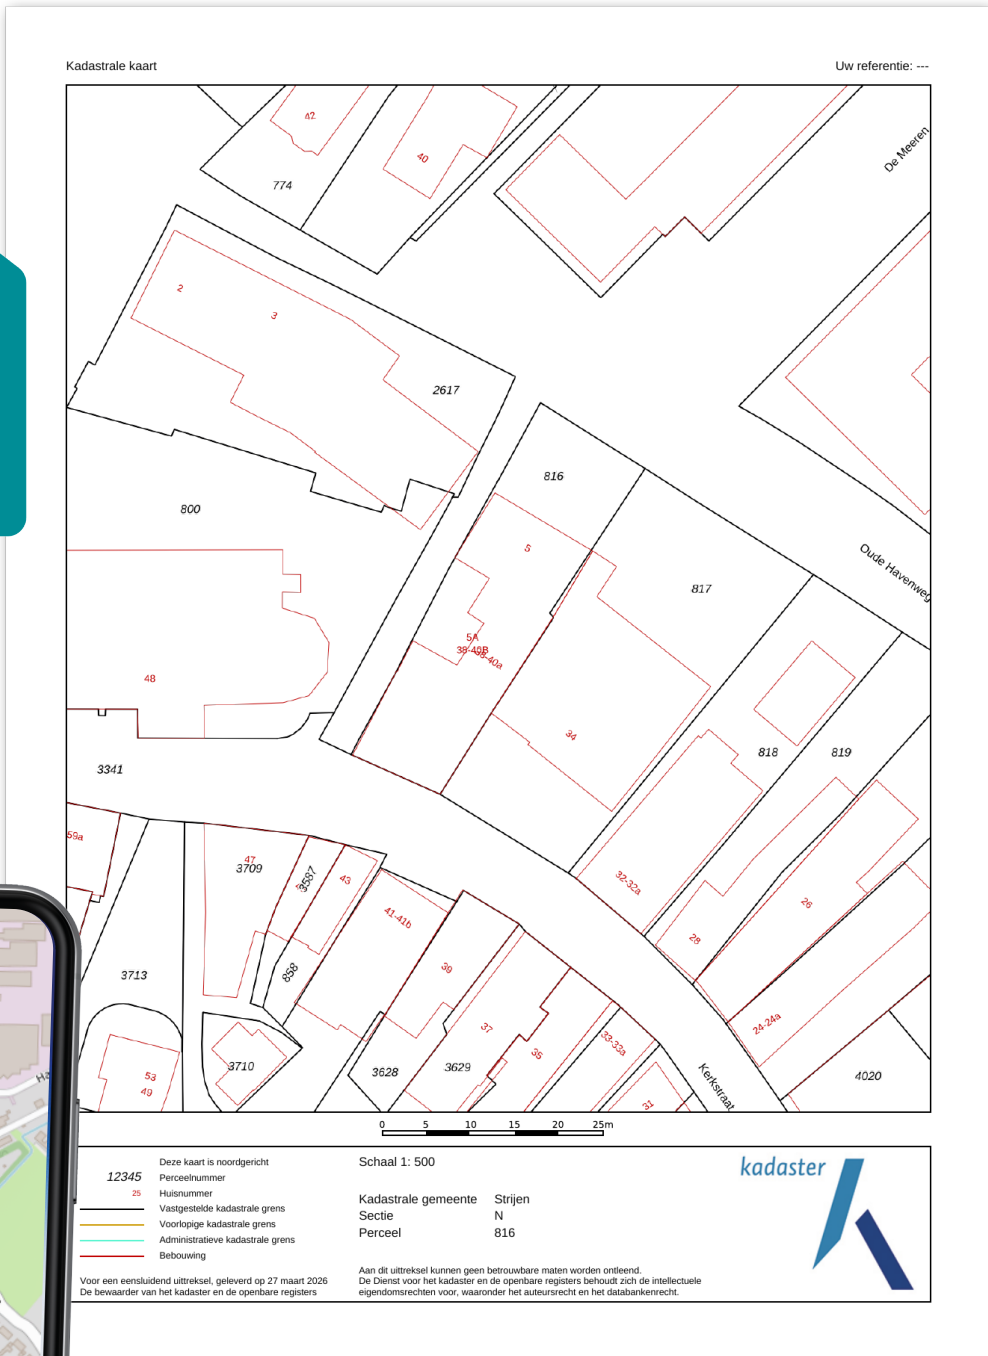 Kadastrale kaart
Uw referentie: ---
42
40
774
De Meeren
2
3
2617
816
800
5
Oude Havenweg
817
5A
38-40B
38-40a
48
34
818
819
3341
59a
47
3709
3587
43
32-32a
41-41b
26
28
39
858
3713
37
24-24a
35
33-33a
3710
3628
3629
53
49
Kerkstraat
4020
31
0 5 10 15 20 25m
Deze kaart is noordgericht
12345 Perceelnummer
25 Huisnummer
Vastgestelde kadastrale grens
Voorlopige kadastrale grens
Administratieve kadastrale grens
Bebouwing
Voor een eensluidend uittreksel, geleverd op 27 maart 2026
De bewaarder van het kadaster en de openbare registers
Schaal 1: 500
Kadastrale gemeente Strijen
Sectie N
Perceel 816
Aan dit uittreksel kunnen geen betrouwbare maten worden ontleend.
De Dienst voor het kadaster en de openbare registers behoudt zich de intellectuele
eigendomsrechten voor, waaronder het auteursrecht en het databankenrecht.
kadaster